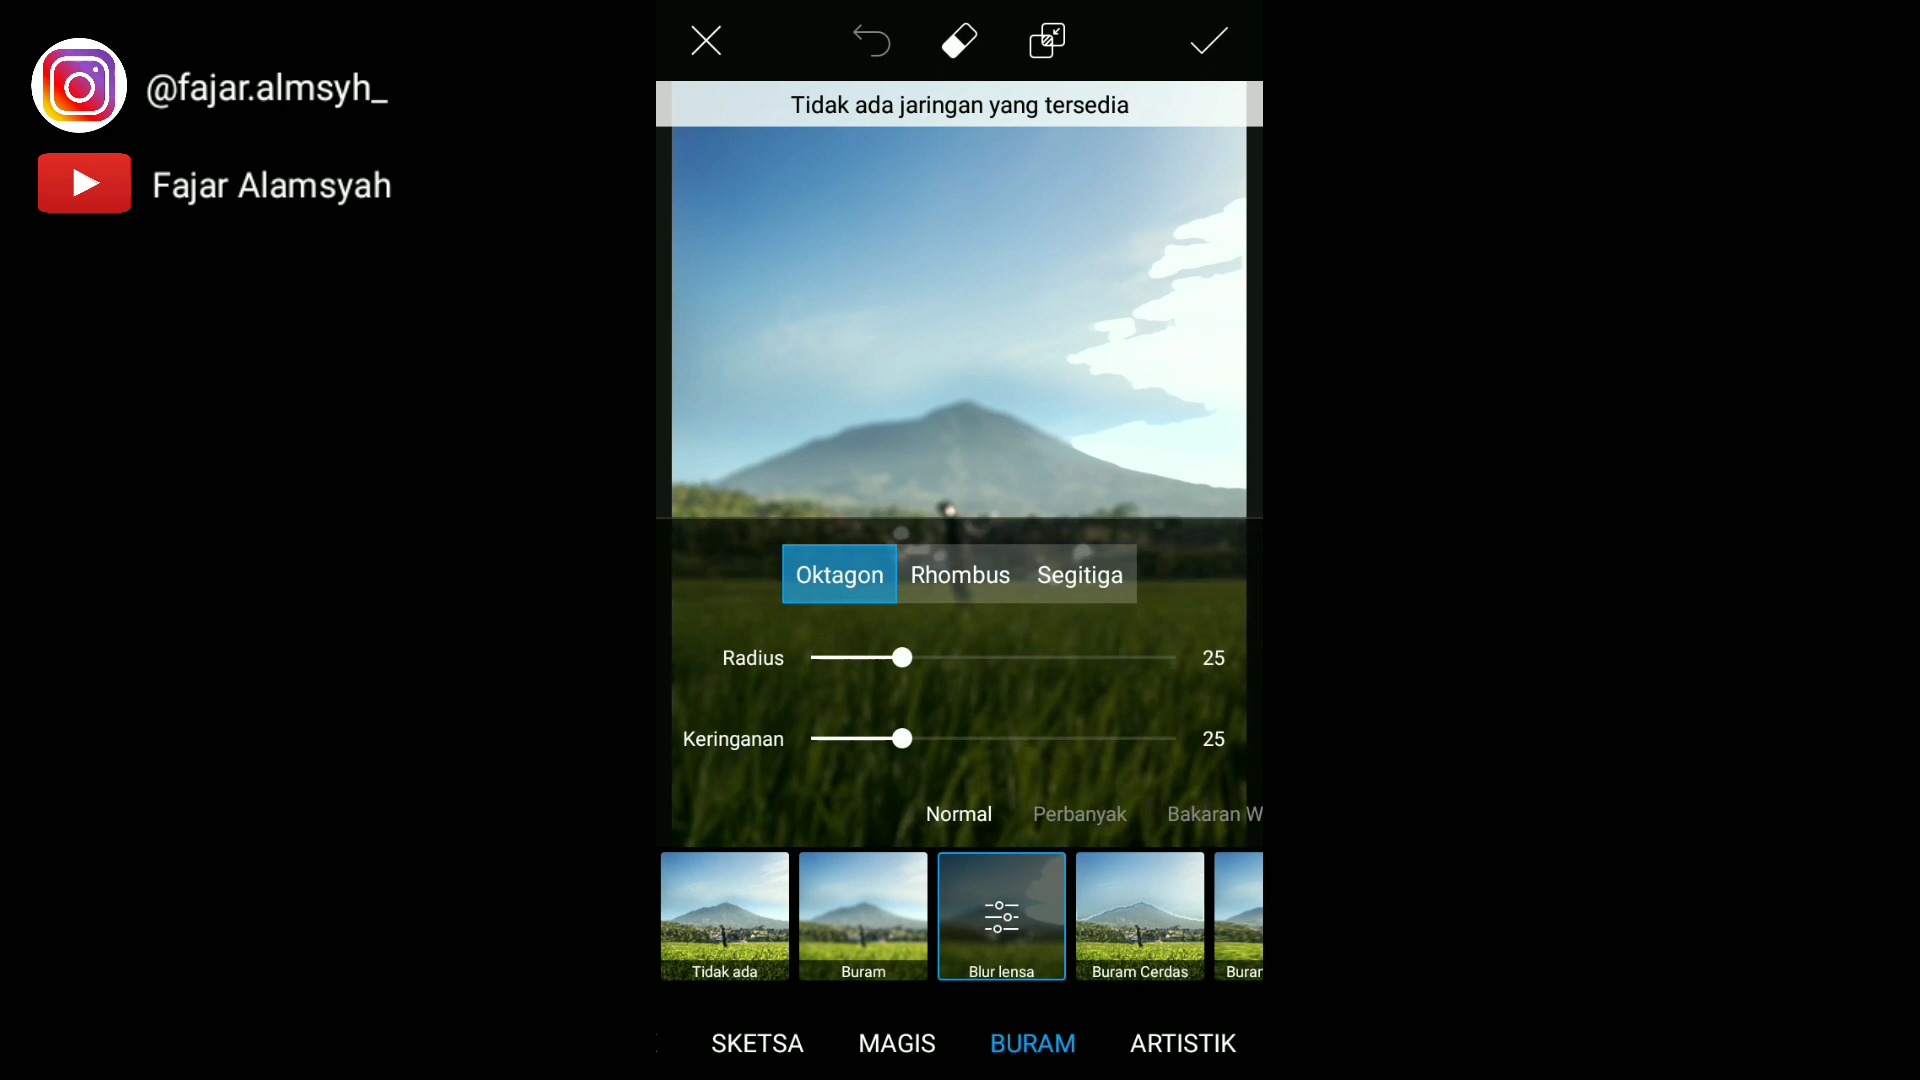 @fajar.almsyh_
Fajar Alamsyah
Tidak ada jaringan yang tersedia
Oktagon Rhombus Segitiga
Radius 25
Keringanan 25
Normal Perbanyak Bakaran W
Tidak ada Buram Blur lensa Buram Cerdas Buram
SKETSA MAGIS BURAM ARTISTIK